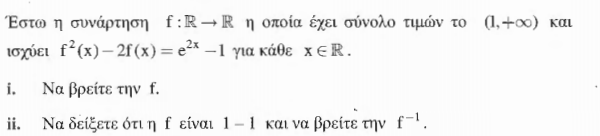 Έστω η συνάρτηση f : ℝ → ℝ η οποία έχει σύνολο τιμών το (1,+∞) και
ισχύει f²(x) – 2f(x) = e²ˣ – 1 για κάθε x ∈ ℝ.
i. Να βρείτε την f.
ii. Να δείξετε ότι η f είναι 1 – 1 και να βρείτε την f⁻¹.